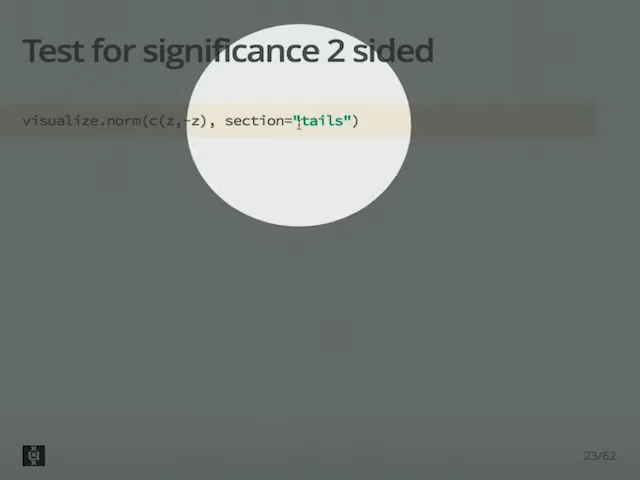 Test for significance 2 sided
visualize.norm(c(z,-z), section="tails")
23/62